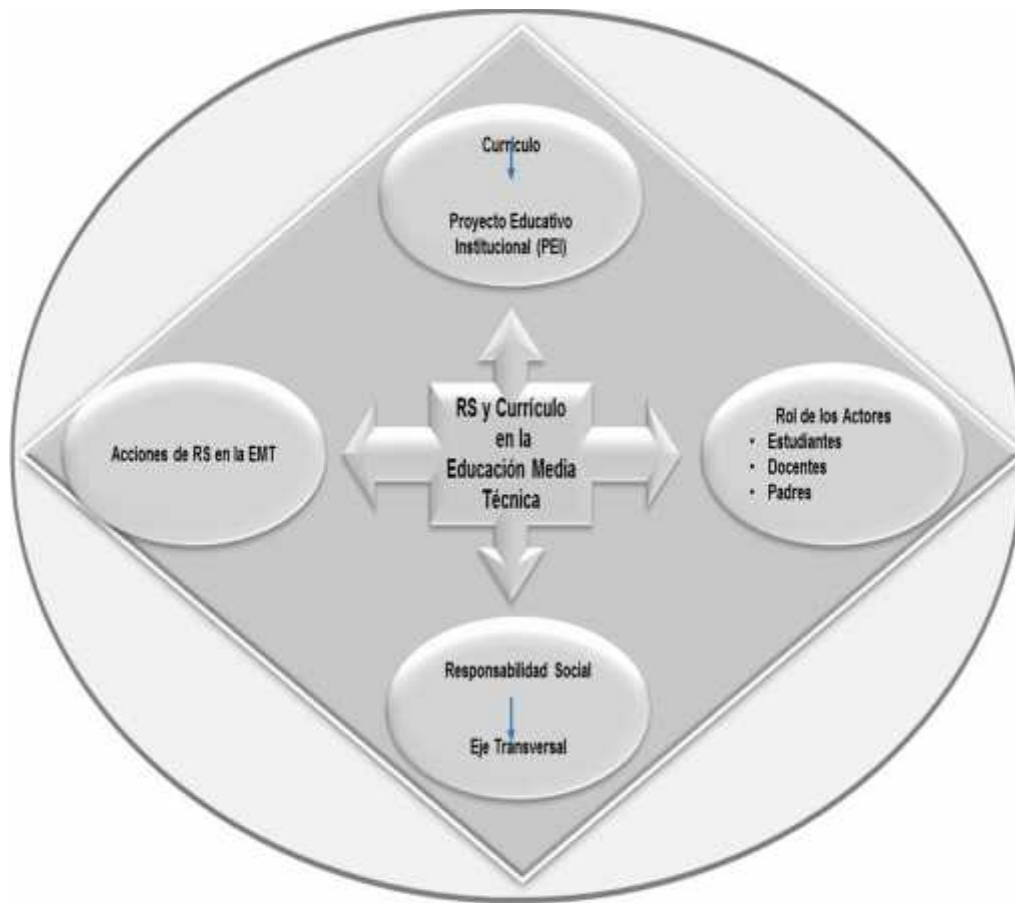 Currículo
Proyecto Educativo
Institucional (PEI)
RS y Currículo
en la
Educación Media
Técnica
Acciones de RS en la EMT
Rol de los Actores
• Estudiantes
• Docentes
• Padres
Responsabilidad Social
Eje Transversal